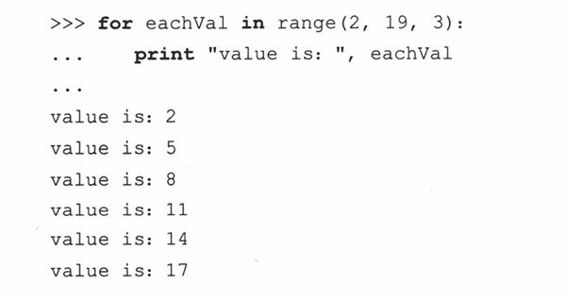 >>> for eachVal in range(2, 19, 3):
...    print "value is: ", eachVal
...
value is: 2
value is: 5
value is: 8
value is: 11
value is: 14
value is: 17